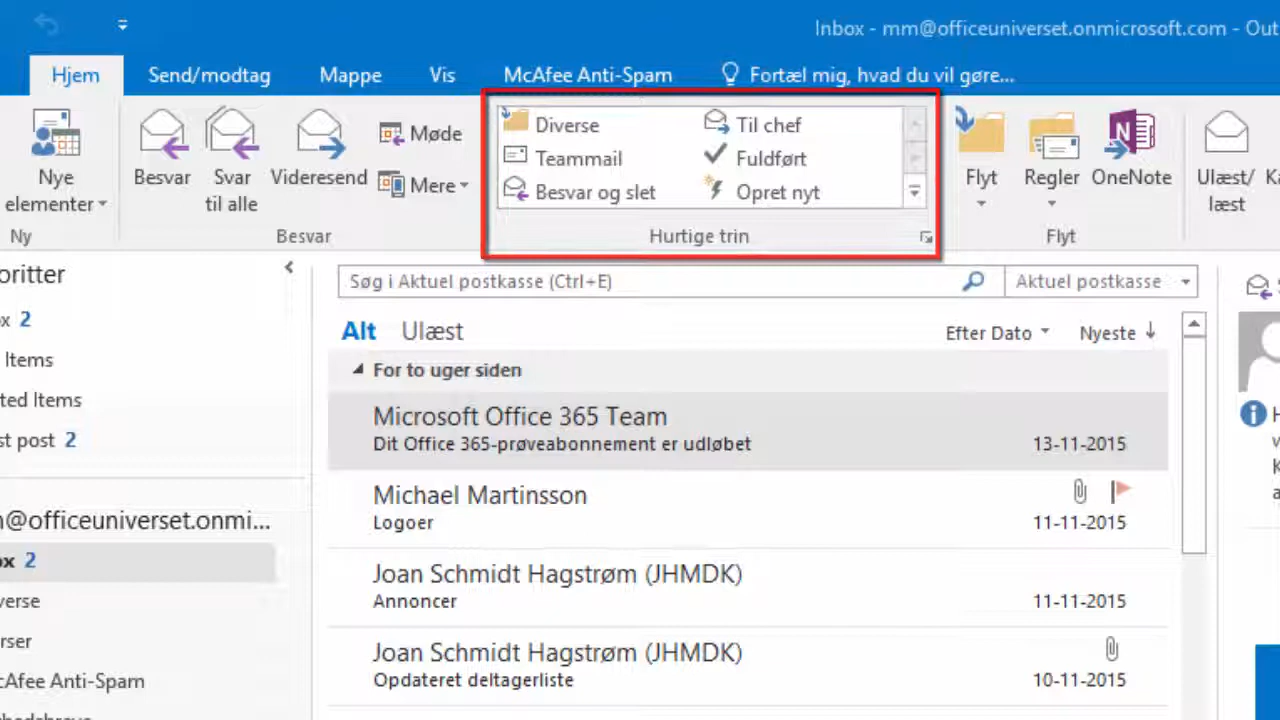 Inbox - mm@officeuniverset.onmicrosoft.com - Out
Hjem Send/modtag Mappe Vis McAfee Anti-Spam Fortæl mig, hvad du vil gøre...
Nye elementer
Ny
Besvar
Svar til alle
Videresend
Møde
Mere
Besvar
Diverse
Teammail
Besvar og slet
Til chef
Fuldført
Opret nyt
Hurtige trin
Flyt
Regler
OneNote
Flyt
Ulæst/
læst
oritter
x 2
Items
ted Items
st post 2
@officeuniverset.onmi...
ox 2
verse
rser
cAfee Anti-Spam
Søg i Aktuel postkasse (Ctrl+E)
Aktuel postkasse
Alt Ulæst
Efter Dato Nyeste
For to uger siden
Microsoft Office 365 Team
Dit Office 365-prøveabonnement er udløbet 13-11-2015
Michael Martinsson
Logoer 11-11-2015
Joan Schmidt Hagstrøm (JHMDK)
Annoncer 11-11-2015
Joan Schmidt Hagstrøm (JHMDK)
Opdateret deltagerliste 10-11-2015